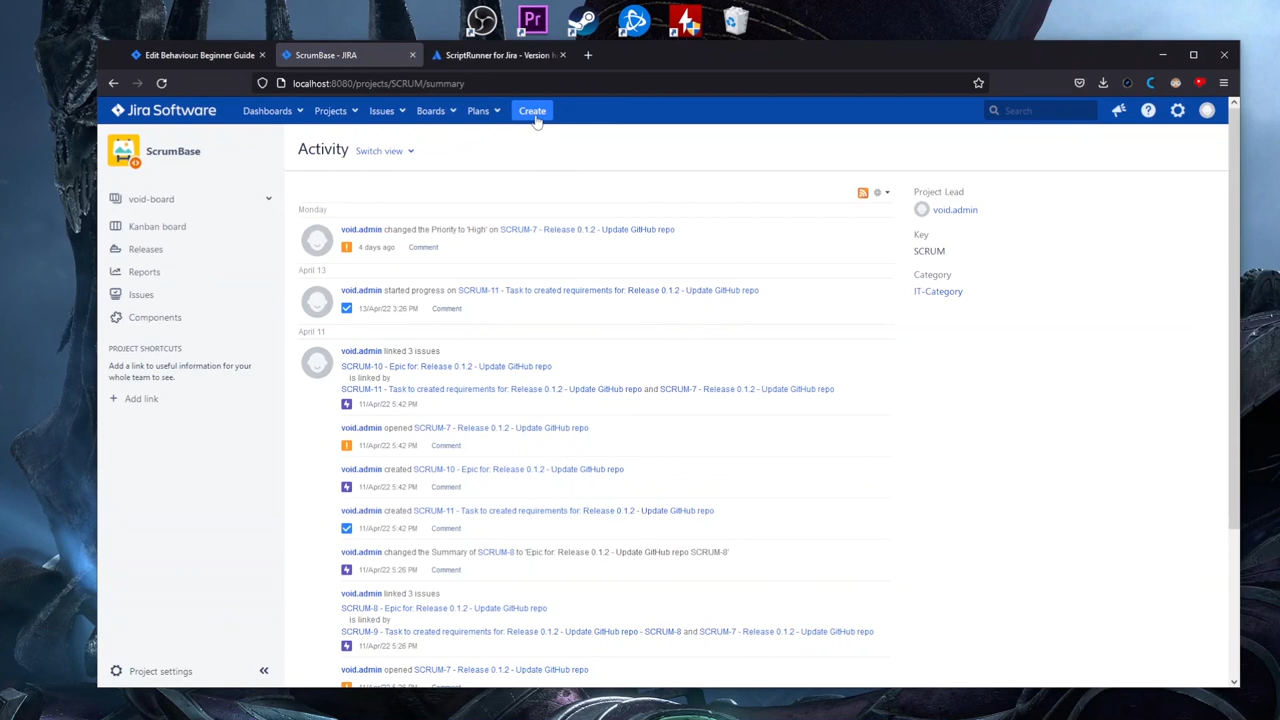 Pr
Edit Behaviour: Beginner Guide
ScrumBase - JIRA
ScriptRunner for Jira - Version h
localhost:8080/projects/SCRUM/summary
Jira Software
Dashboards
Projects
Issues
Boards
Plans
Create
Search
ScrumBase
Activity
Switch view
void-board
Kanban board
Releases
Reports
Issues
Components
PROJECT SHORTCUTS
Add a link to useful information for your
whole team to see.
Add link
Project settings
Monday
void.admin changed the Priority to 'High' on SCRUM-7 - Release 0.1.2 - Update GitHub repo
4 days ago Comment
April 13
void.admin started progress on SCRUM-11 - Task to created requirements for: Release 0.1.2 - Update GitHub repo
13/Apr/22 3:26 PM Comment
April 11
void.admin linked 3 issues
SCRUM-10 - Epic for: Release 0.1.2 - Update GitHub repo
is linked by
SCRUM-11 - Task to created requirements for: Release 0.1.2 - Update GitHub repo and SCRUM-7 - Release 0.1.2 - Update GitHub repo
11/Apr/22 5:42 PM
void.admin opened SCRUM-7 - Release 0.1.2 - Update GitHub repo
11/Apr/22 5:42 PM Comment
void.admin created SCRUM-10 - Epic for: Release 0.1.2 - Update GitHub repo
11/Apr/22 5:42 PM Comment
void.admin created SCRUM-11 - Task to created requirements for: Release 0.1.2 - Update GitHub repo
11/Apr/22 5:42 PM Comment
void.admin changed the Summary of SCRUM-8 to 'Epic for: Release 0.1.2 - Update GitHub repo SCRUM-8'
11/Apr/22 5:26 PM Comment
void.admin linked 3 issues
SCRUM-8 - Epic for: Release 0.1.2 - Update GitHub repo
is linked by
SCRUM-9 - Task to created requirements for: Release 0.1.2 - Update GitHub repo - SCRUM-8 and SCRUM-7 - Release 0.1.2 - Update GitHub repo
11/Apr/22 5:26 PM
void.admin opened SCRUM-7 - Release 0.1.2 - Update GitHub repo
Project Lead
void.admin
Key
SCRUM
Category
IT-Category